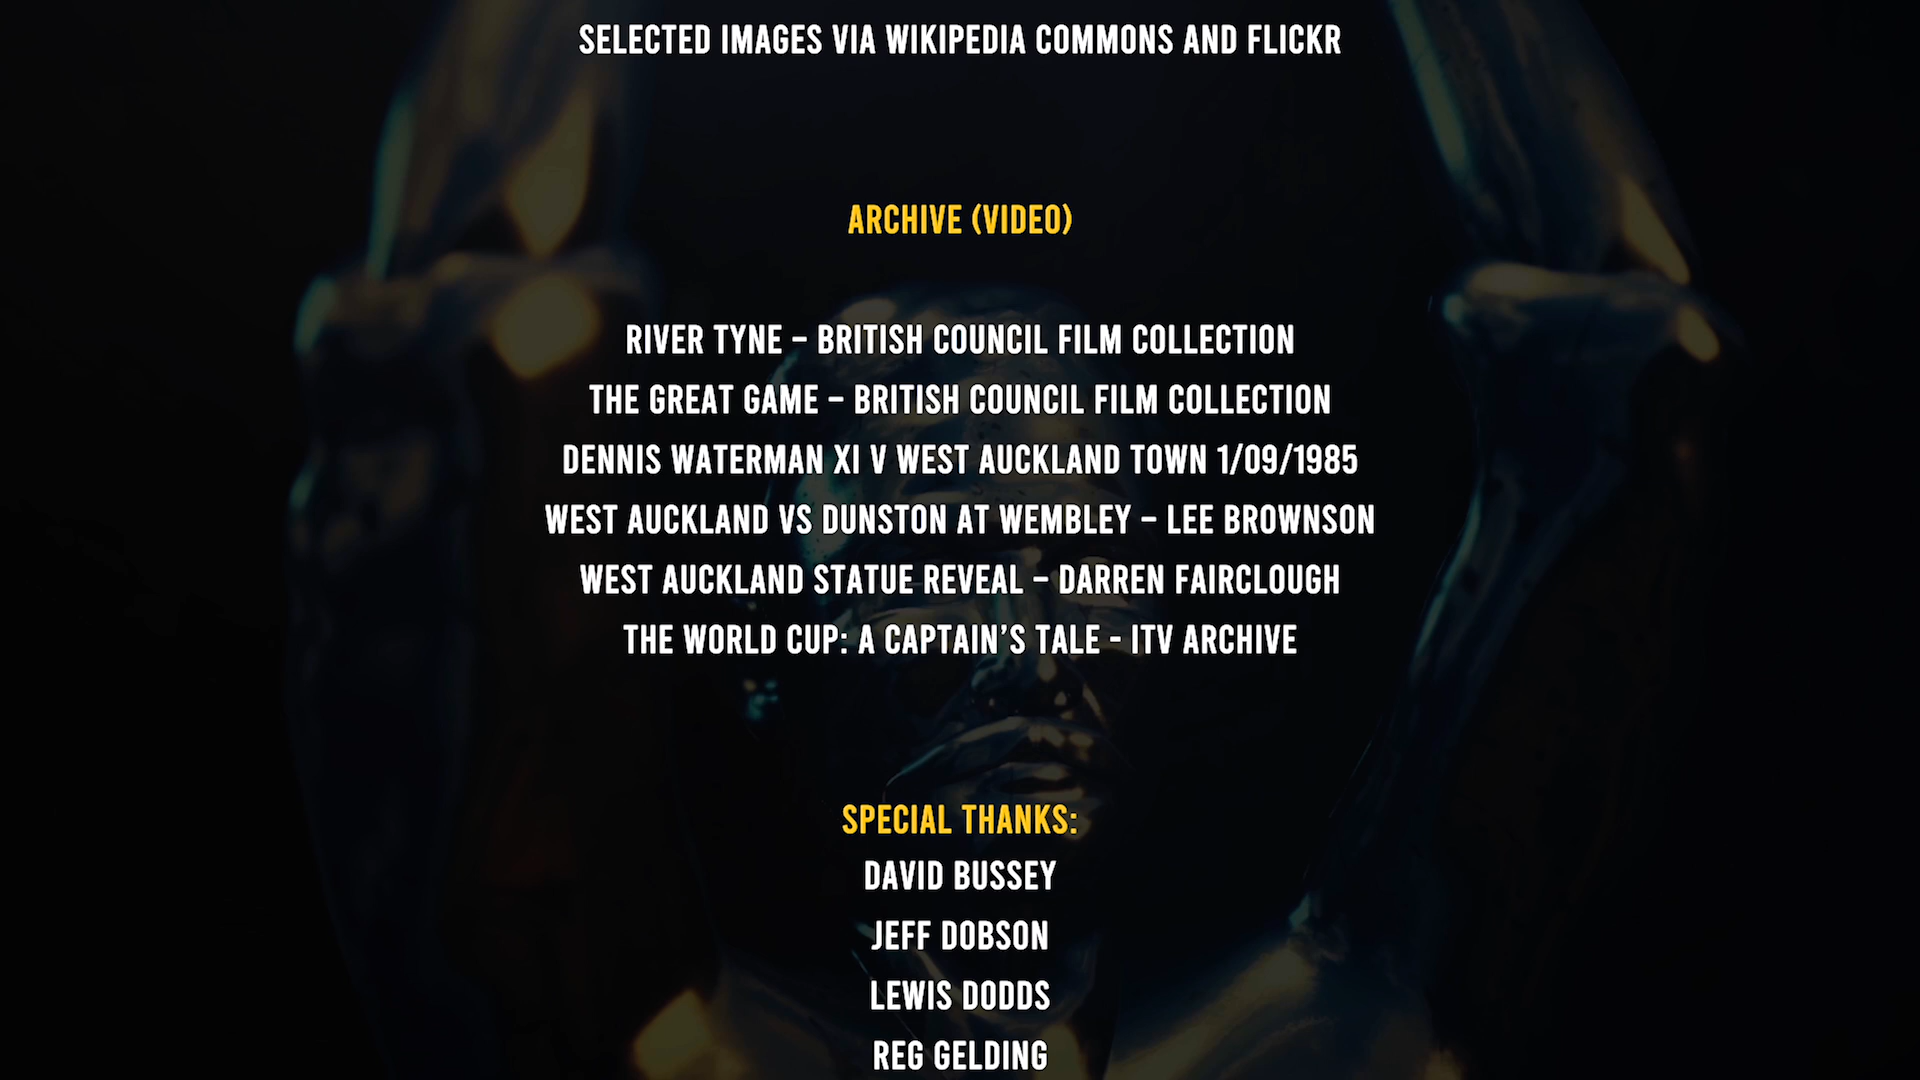 SELECTED IMAGES VIA WIKIPEDIA COMMONS AND FLICKR
ARCHIVE (VIDEO)
RIVER TYNE – BRITISH COUNCIL FILM COLLECTION
THE GREAT GAME – BRITISH COUNCIL FILM COLLECTION
DENNIS WATERMAN XI V WEST AUCKLAND TOWN 1/09/1985
WEST AUCKLAND VS DUNSTON AT WEMBLEY – LEE BROWNSON
WEST AUCKLAND STATUE REVEAL – DARREN FAIRCLOUGH
THE WORLD CUP: A CAPTAIN’S TALE - ITV ARCHIVE
SPECIAL THANKS:
DAVID BUSSEY
JEFF DOBSON
LEWIS DODDS
REG GELDING